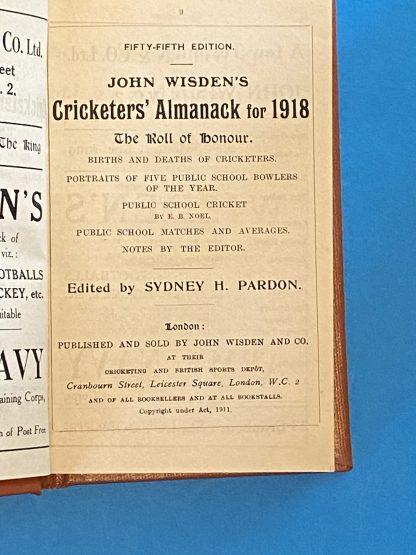 Co. Ltd.
reet
. 2,
The King
N'S
ck of
viz.:
OOTBALLS
CKEY, etc.
uitable
AVY
aining Corps,
n of Post Free
9
FIFTY-FIFTH EDITION.
JOHN WISDEN'S
Cricketers' Almanack for 1918
The Roll of Honour.
BIRTHS AND DEATHS OF CRICKETERS.
PORTRAITS OF FIVE PUBLIC SCHOOL BOWLERS
OF THE YEAR.
PUBLIC SCHOOL CRICKET
BY E. B. NOEL.
PUBLIC SCHOOL MATCHES AND AVERAGES.
NOTES BY THE EDITOR.
Edited by SYDNEY H. PARDON.
London:
PUBLISHED AND SOLD BY JOHN WISDEN AND CO.
AT THEIR
CRICKETING AND BRITISH SPORTS DEPÔT,
Cranbourn Street, Leicester Square, London, W.C. 2
AND OF ALL BOOKSELLERS AND AT ALL BOOKSTALLS.
Copyright under Act, 1911.